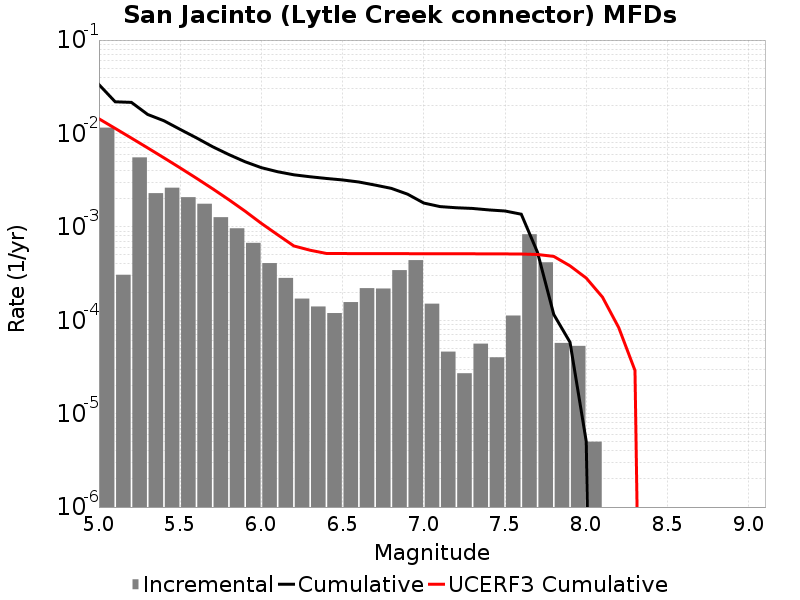 San Jacinto (Lytle Creek connector) MFDs
10-1
10-2
10-3
10-4
10-5
10-6
Rate (1/yr)
5.0 5.5 6.0 6.5 7.0 7.5 8.0 8.5 9.0
Magnitude
Incremental Cumulative UCERF3 Cumulative